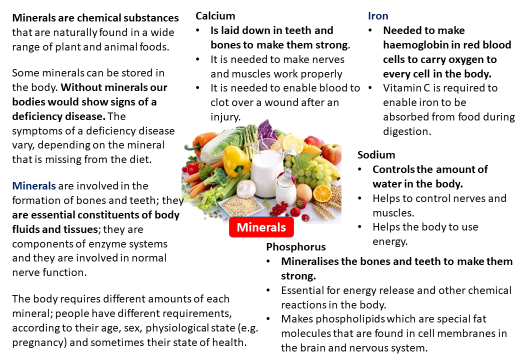 Minerals are chemical substances
that are naturally found in a wide
range of plant and animal foods.
Some minerals can be stored in
the body. Without minerals our
bodies would show signs of a
deficiency disease. The
symptoms of a deficiency disease
vary, depending on the mineral
that is missing from the diet.
Minerals are involved in the
formation of bones and teeth; they
are essential constituents of body
fluids and tissues; they are
components of enzyme systems
and they are involved in normal
nerve function.
The body requires different amounts of each
mineral; people have different requirements,
according to their age, sex, physiological state (e.g.
pregnancy) and sometimes their state of health.
Calcium
• Is laid down in teeth and
bones to make them strong.
• It is needed to make nerves
and muscles work properly
• It is needed to enable blood to
clot over a wound after an
injury.
Iron
• Needed to make
haemoglobin in red blood
cells to carry oxygen to
every cell in the body.
• Vitamin C is required to
enable iron to be
absorbed from food during
digestion.
Sodium
• Controls the amount of
water in the body.
• Helps to control nerves and
muscles.
• Helps the body to use
energy.
Minerals
Phosphorus
• Mineralises the bones and teeth to make them
strong.
• Essential for energy release and other chemical
reactions in the body.
• Makes phospholipids which are special fat
molecules that are found in cell membranes in
the brain and nervous system.